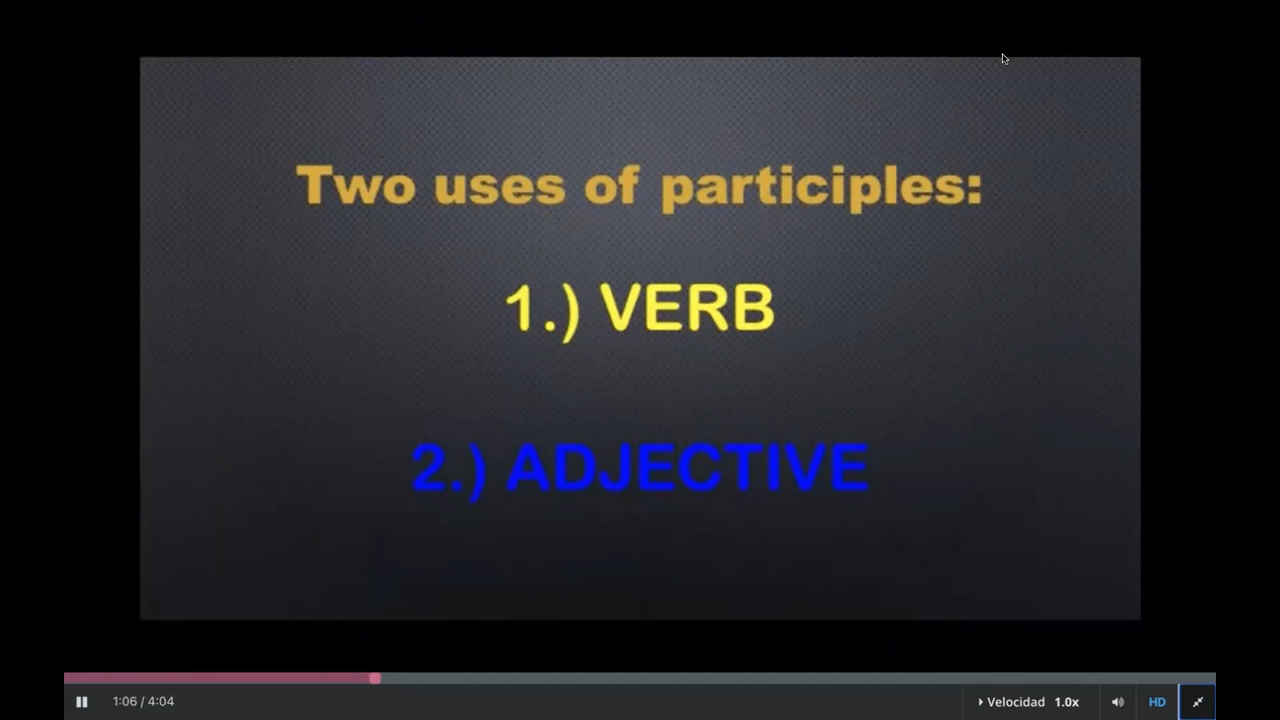 Two uses of participles:
1.) VERB
2.) ADJECTIVE
1:06 / 4:04
Velocidad 1.0x
HD